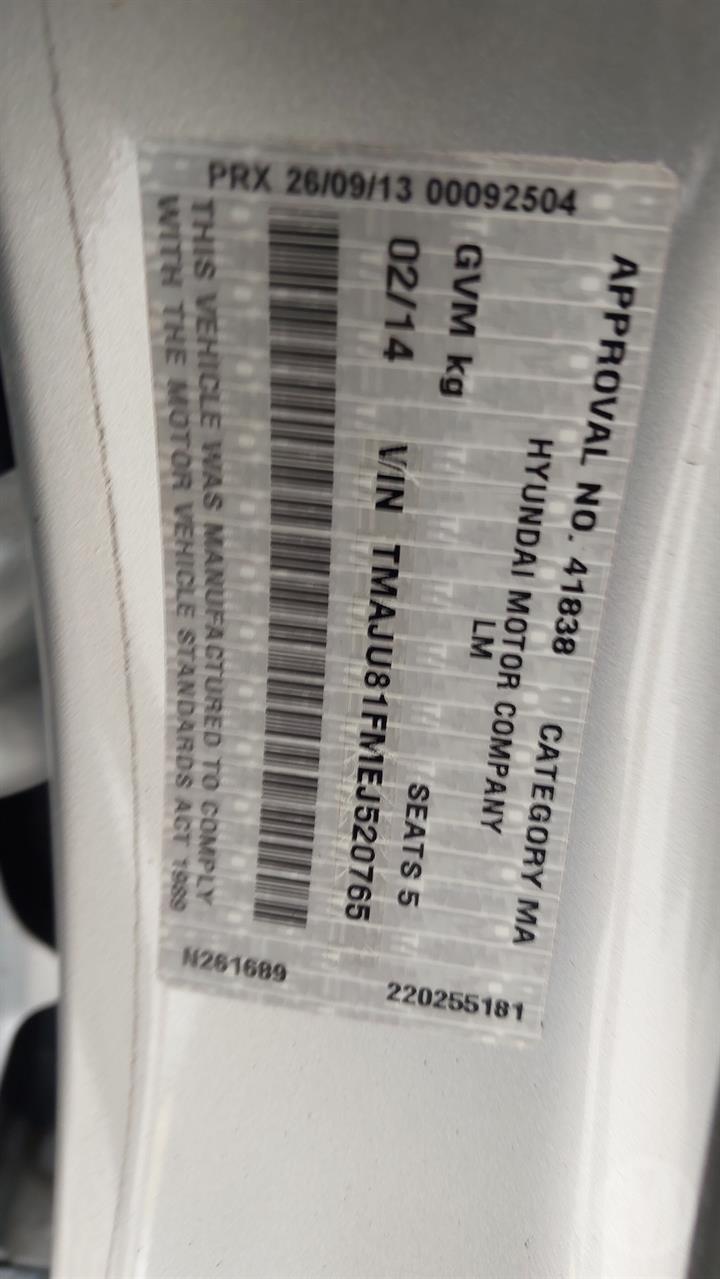 APPROVAL NO. 41838 CATEGORY MA
HYUNDAI MOTOR COMPANY
LM
GVM kg
SEATS 5
02/14 VIN TMAJU81FMEJ520765
THIS VEHICLE WAS MANUFACTURED TO COMPLY
WITH THE MOTOR VEHICLE STANDARDS ACT 1989
PRX 26/09/13 00092504
220255181
N261689